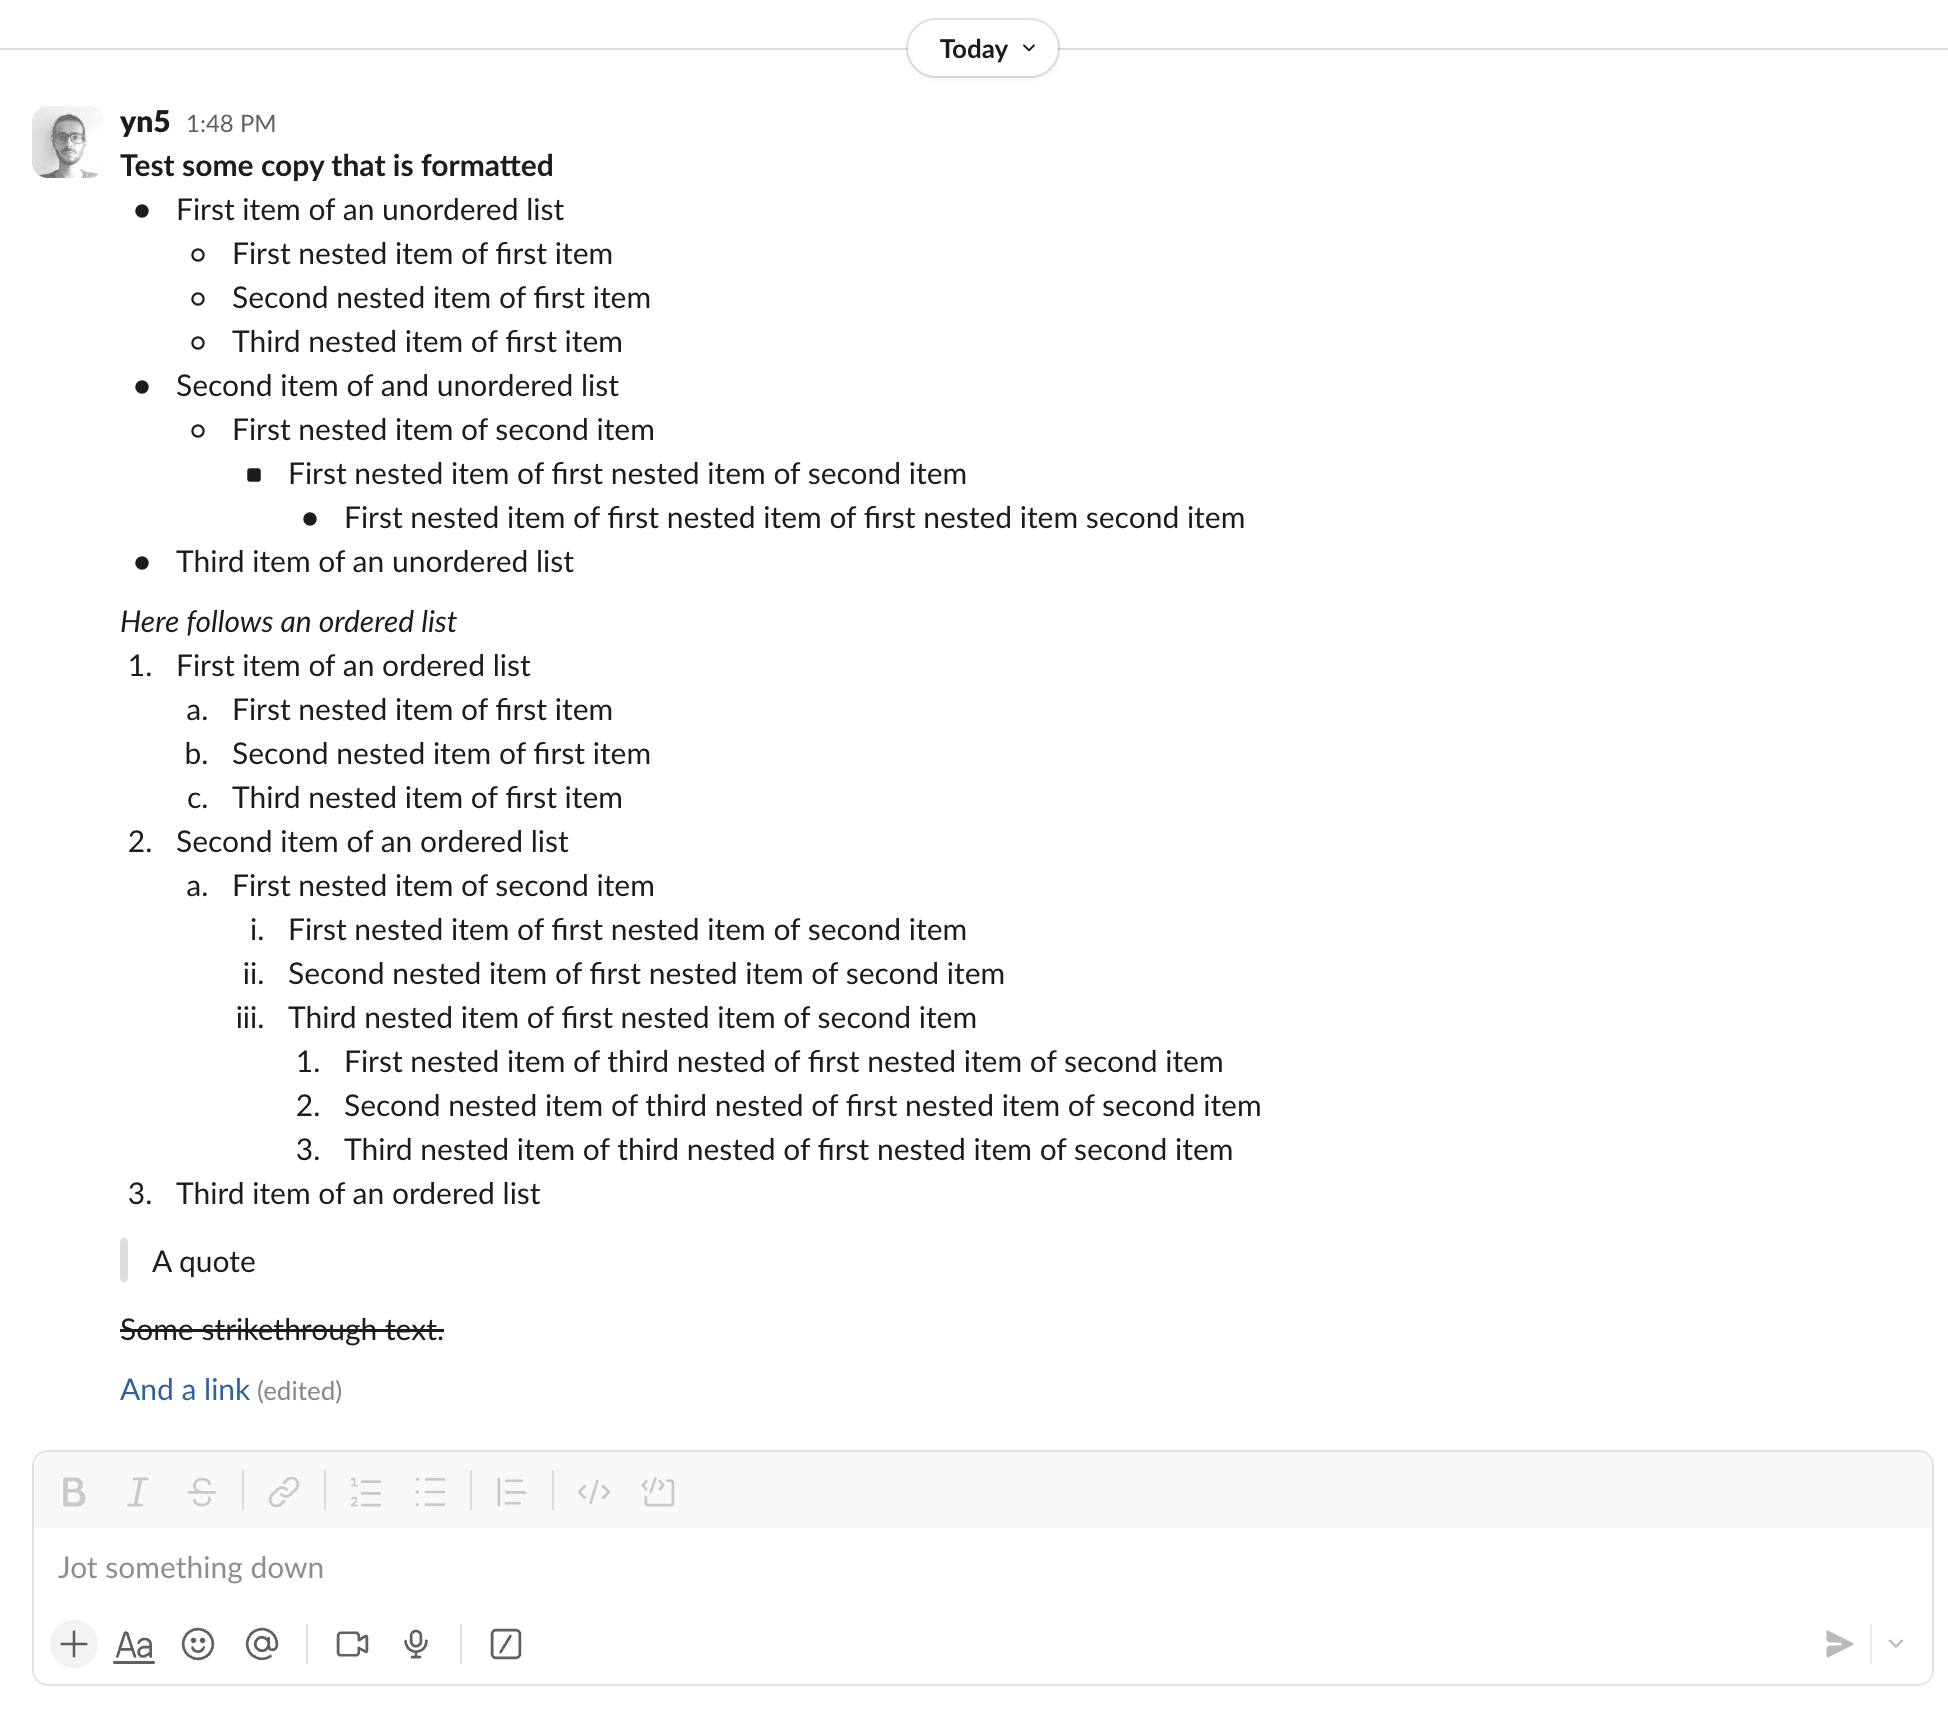 Today
yn5 1:48 PM
Test some copy that is formatted
● First item of an unordered list
○ First nested item of first item
○ Second nested item of first item
○ Third nested item of first item
● Second item of and unordered list
○ First nested item of second item
■ First nested item of first nested item of second item
● First nested item of first nested item of first nested item second item
● Third item of an unordered list
Here follows an ordered list
1. First item of an ordered list
a. First nested item of first item
b. Second nested item of first item
c. Third nested item of first item
2. Second item of an ordered list
a. First nested item of second item
i. First nested item of first nested item of second item
ii. Second nested item of first nested item of second item
iii. Third nested item of first nested item of second item
1. First nested item of third nested of first nested item of second item
2. Second nested item of third nested of first nested item of second item
3. Third nested item of third nested of first nested item of second item
3. Third item of an ordered list
A quote
Some strikethrough text.
And a link (edited)
B I S
Jot something down
Aa @